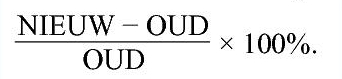 NIEUW – OUD
OUD
× 100%.